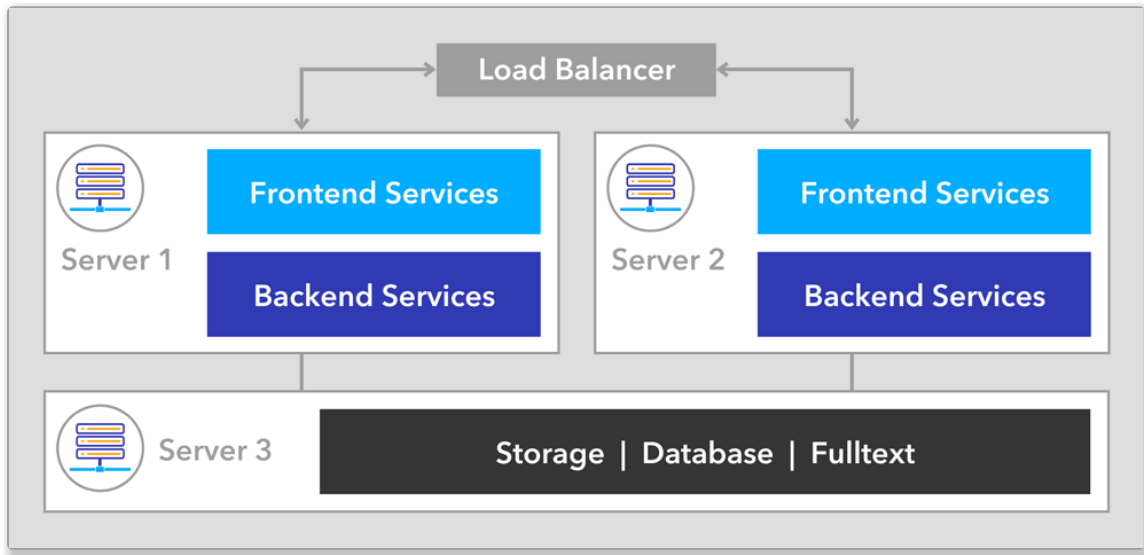 Load Balancer
Frontend Services
Server 1
Backend Services
Frontend Services
Server 2
Backend Services
Server 3
Storage | Database | Fulltext